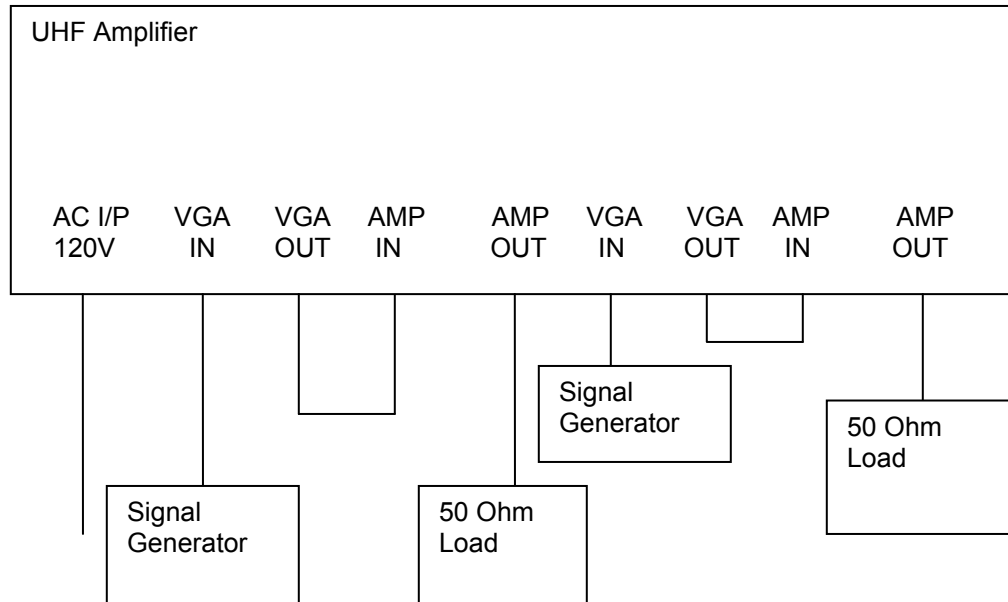 UHF Amplifier
AC I/P VGA VGA AMP AMP VGA VGA AMP AMP
120V IN OUT IN OUT IN OUT IN OUT
Signal
Generator
50 Ohm
Load
Signal
Generator
50 Ohm
Load